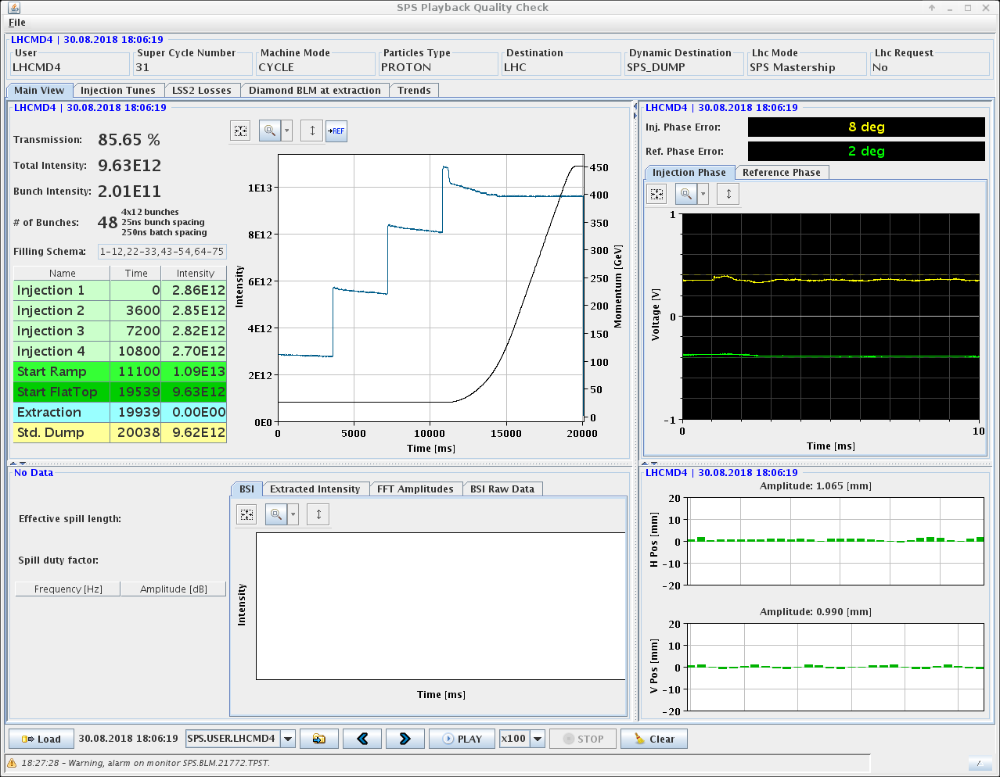 SPS Playback Quality Check
File
LHCMD4 | 30.08.2018 18:06:19
User
LHCMD4
Super Cycle Number
31
Machine Mode
CYCLE
Particles Type
PROTON
Destination
LHC
Dynamic Destination
SPS_DUMP
Lhc Mode
SPS Mastership
Lhc Request
No
Main View
Injection Tunes
LSS2 Losses
Diamond BLM at extraction
Trends
LHCMD4 | 30.08.2018 18:06:19
Transmission: 85.65 %
Total Intensity: 9.63E12
Bunch Intensity: 2.01E11
# of Bunches: 48
4x12 bunches
25ns bunch spacing
250ns batch spacing
Filling Schema: 1-12,22-33,43-54,64-75
Name Time Intensity
Injection 1 0 2.86E12
Injection 2 3600 2.85E12
Injection 3 7200 2.82E12
Injection 4 10800 2.70E12
Start Ramp 11100 1.09E13
Start FlatTop 19539 9.63E12
Extraction 19939 0.00E00
Std. Dump 20038 9.62E12
→REF
Intensity
1E13
8E12
6E12
4E12
2E12
0E0
450
400
350
300
250
200
150
100
50
0
Momentum [GeV]
0 5000 10000 15000 20000
Time [ms]
LHCMD4 | 30.08.2018 18:06:19
Inj. Phase Error: 8 deg
Ref. Phase Error: 2 deg
Injection Phase
Reference Phase
Voltage [V]
1
0
-1
0 10
Time [ms]
No Data
Effective spill length:
Spill duty factor:
Frequency [Hz] Amplitude [dB]
BSI
Extracted Intensity
FFT Amplitudes
BSI Raw Data
Intensity
Time [ms]
LHCMD4 | 30.08.2018 18:06:19
Amplitude: 1.065 [mm]
H Pos [mm]
20
10
0
-10
-20
Amplitude: 0.990 [mm]
V Pos [mm]
20
10
0
-10
-20
Load
30.08.2018 18:06:19
SPS.USER.LHCMD4
PLAY
x100
STOP
Clear
18:27:28 - Warning, alarm on monitor SPS.BLM.21772.TPST.